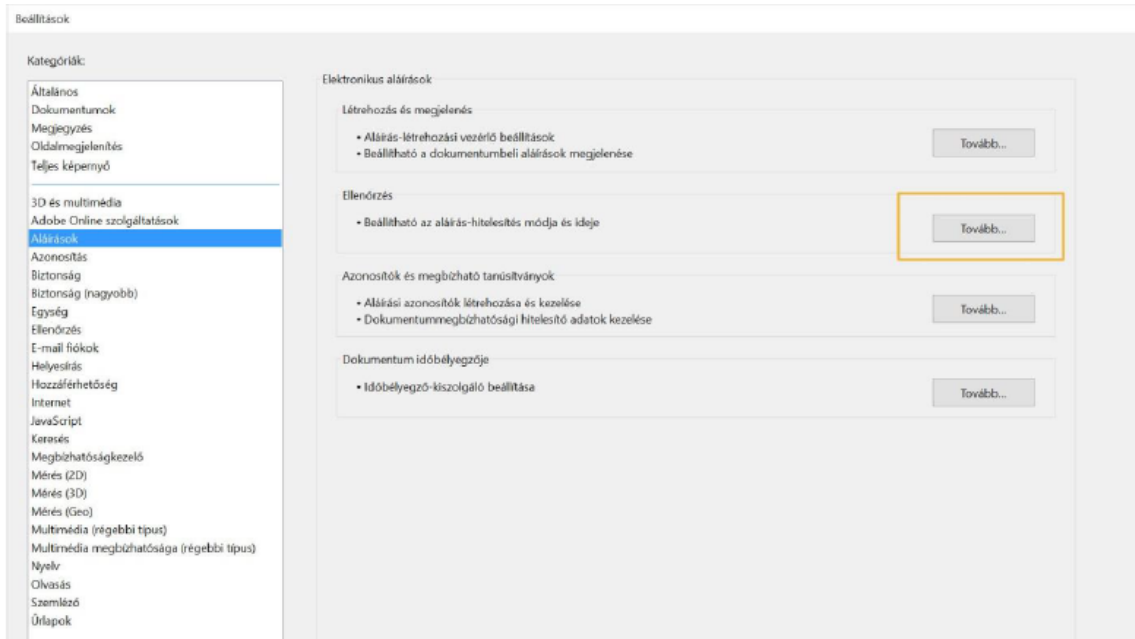 Beállítások
Kategóriák:
Általános
Dokumentumok
Megjegyzés
Oldalmegjelenítés
Teljes képernyő
3D és multimédia
Adobe Online szolgáltatások
Aláírások
Azonosítás
Biztonság
Biztonság (nagyobb)
Egység
Ellenőrzés
E-mail fiókok
Helyesírás
Hozzáférhetőség
Internet
JavaScript
Keresés
Megbízhatóságkezelő
Mérés (2D)
Mérés (3D)
Mérés (Geo)
Multimédia (régebbi típus)
Multimédia megbízhatósága (régebbi típus)
Nyelv
Olvasás
Szemléző
Űrlapok
Elektronikus aláírások
Létrehozás és megjelenés
• Aláírás-létrehozási vezérlő beállítások
• Beállítható a dokumentumbeli aláírások megjelenése
Tovább...
Ellenőrzés
• Beállítható az aláírás-hitelesítés módja és ideje
Tovább...
Azonosítók és megbízható tanúsítványok
• Aláírási azonosítók létrehozása és kezelése
• Dokumentummegbízhatósági hitelesítő adatok kezelése
Tovább...
Dokumentum időbélyegzője
• Időbélyegző-kiszolgáló beállítása
Tovább...